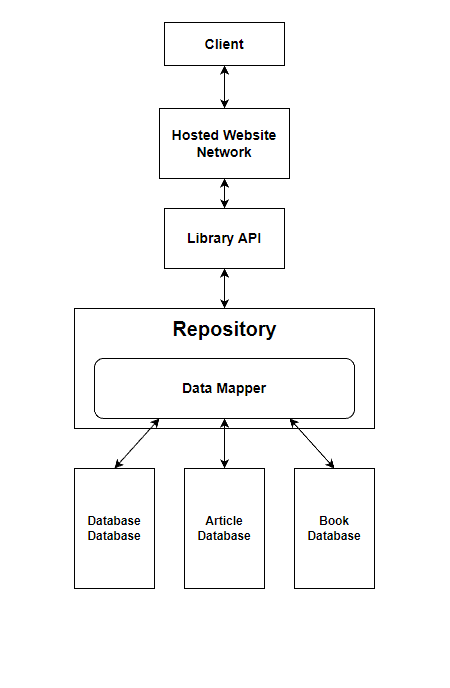 Client
Hosted Website
Network
Library API
Repository
Data Mapper
Database
Database
Article
Database
Book
Database